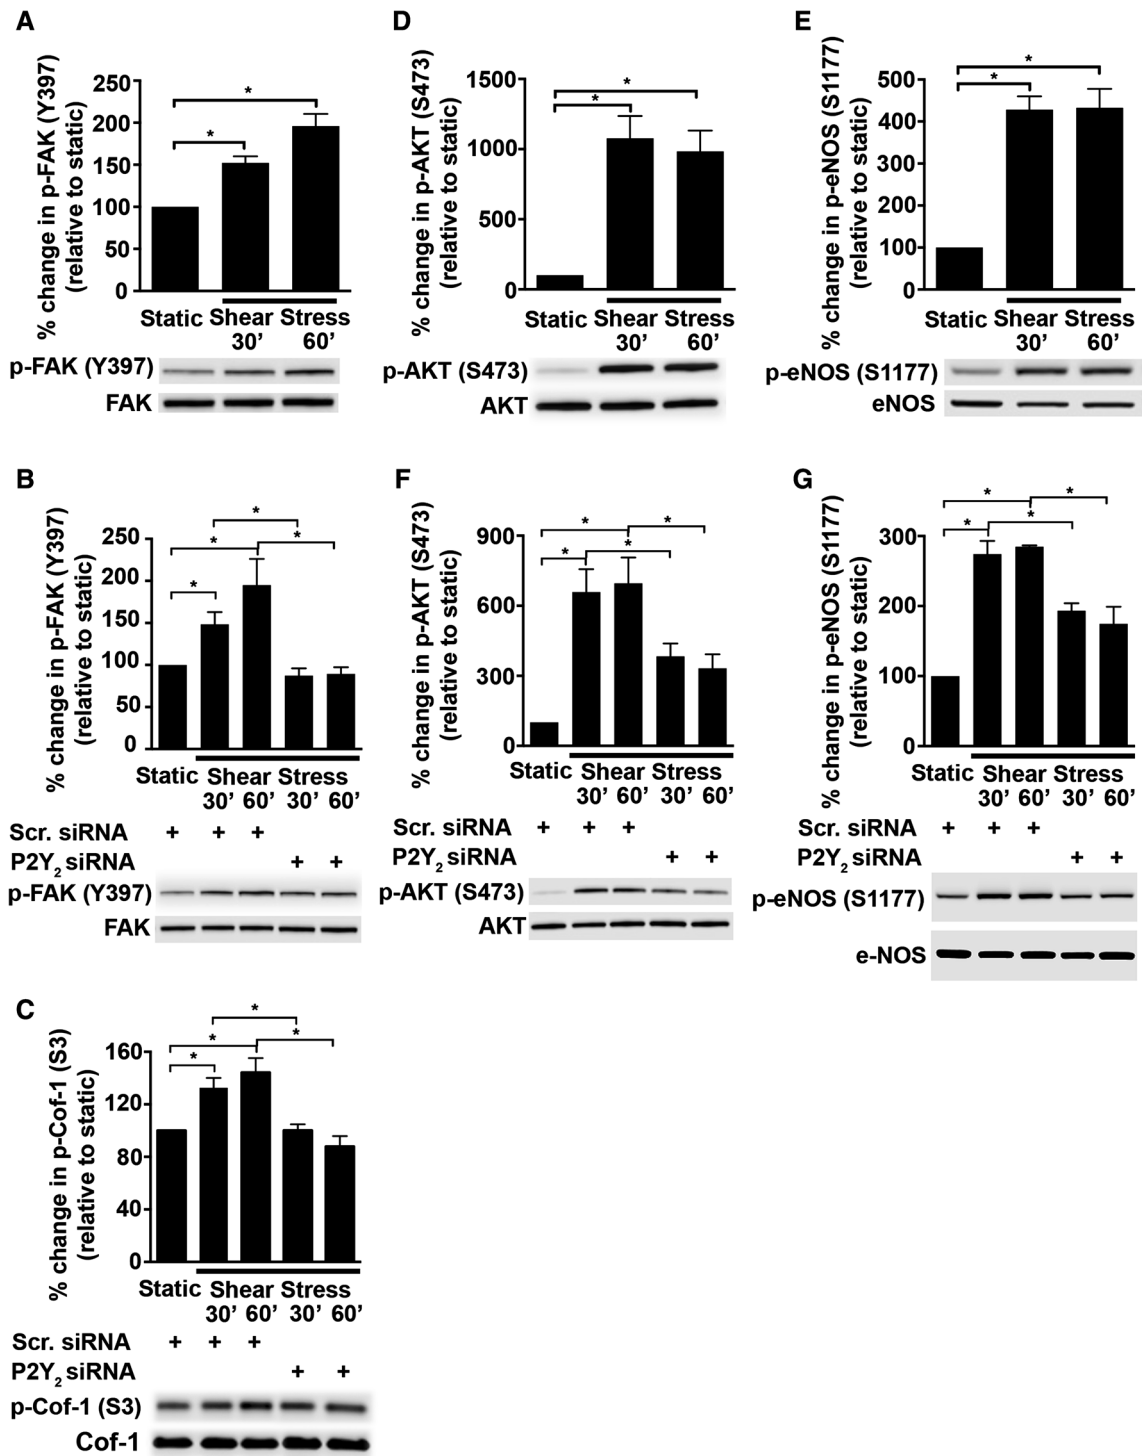 A
% change in p-FAK (Y397)
(relative to static)
250
200
150
100
50
0
*
*
Static Shear Stress
30’ 60’
p-FAK (Y397)
FAK
D
% change in p-AKT (S473)
(relative to static)
1500
1000
500
0
*
*
Static Shear Stress
30’ 60’
p-AKT (S473)
AKT
E
% change in p-eNOS (S1177)
(relative to static)
500
400
300
200
100
0
*
*
Static Shear Stress
30’ 60’
p-eNOS (S1177)
eNOS
B
% change in p-FAK (Y397)
(relative to static)
250
200
150
100
50
0
*
*
*
*
Static Shear Stress
30’ 60’ 30’ 60’
Scr. siRNA + + +
P2Y2 siRNA + +
p-FAK (Y397)
FAK
F
% change in p-AKT (S473)
(relative to static)
900
600
300
0
*
*
*
*
Static Shear Stress
30’ 60’ 30’ 60’
Scr. siRNA + + +
P2Y2 siRNA + +
p-AKT (S473)
AKT
G
% change in p-eNOS (S1177)
(relative to static)
300
200
100
0
*
*
*
*
Static Shear Stress
30’ 60’ 30’ 60’
Scr. siRNA + + +
P2Y2 siRNA + +
p-eNOS (S1177)
e-NOS
C
% change in p-Cof-1 (S3)
(relative to static)
160
120
80
40
0
*
*
*
*
Static Shear Stress
30’ 60’ 30’ 60’
Scr. siRNA + + +
P2Y2 siRNA + +
p-Cof-1 (S3)
Cof-1